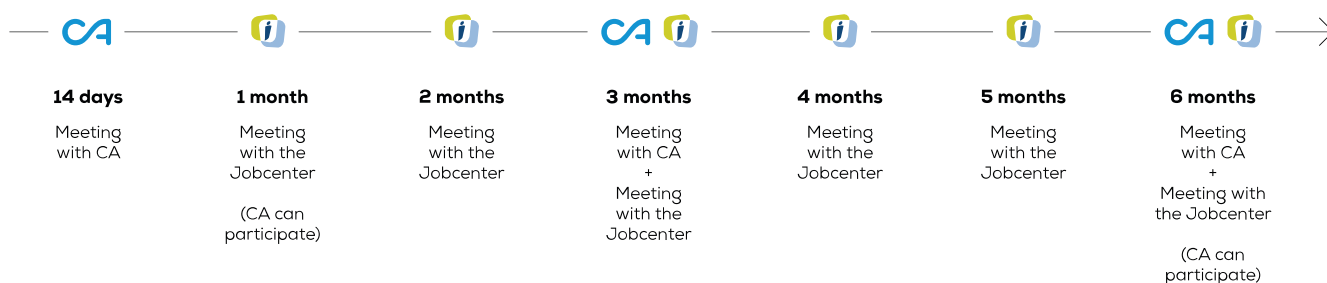 CA
i
i
CA i
i
i
CA i
14 days
Meeting
with CA
1 month
Meeting
with the
Jobcenter
(CA can
participate)
2 months
Meeting
with the
Jobcenter
3 months
Meeting
with CA
+
Meeting
with the
Jobcenter
4 months
Meeting
with the
Jobcenter
5 months
Meeting
with the
Jobcenter
6 months
Meeting
with CA
+
Meeting with
the Jobcenter
(CA can
participate)